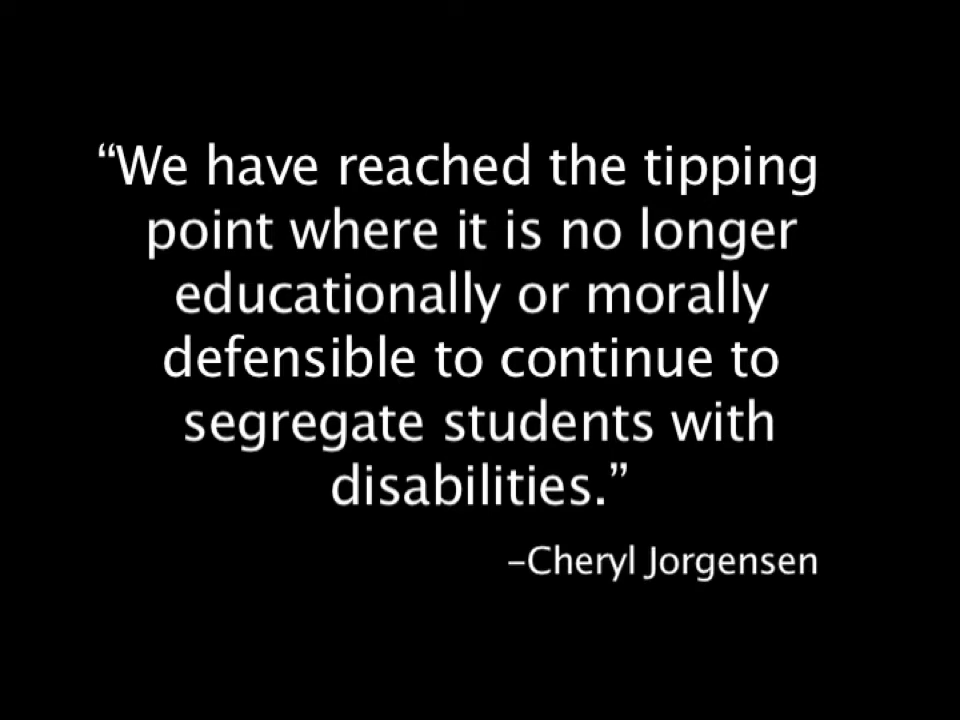 “We have reached the tipping
point where it is no longer
educationally or morally
defensible to continue to
segregate students with
disabilities.”
–Cheryl Jorgensen